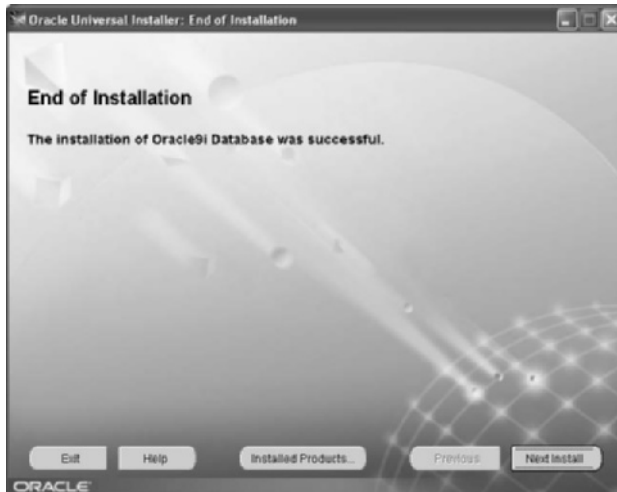 Oracle Universal Installer: End of Installation
End of Installation
The installation of Oracle9i Database was successful.
Exit
Help
Installed Products...
Previous
Next Install
ORACLE